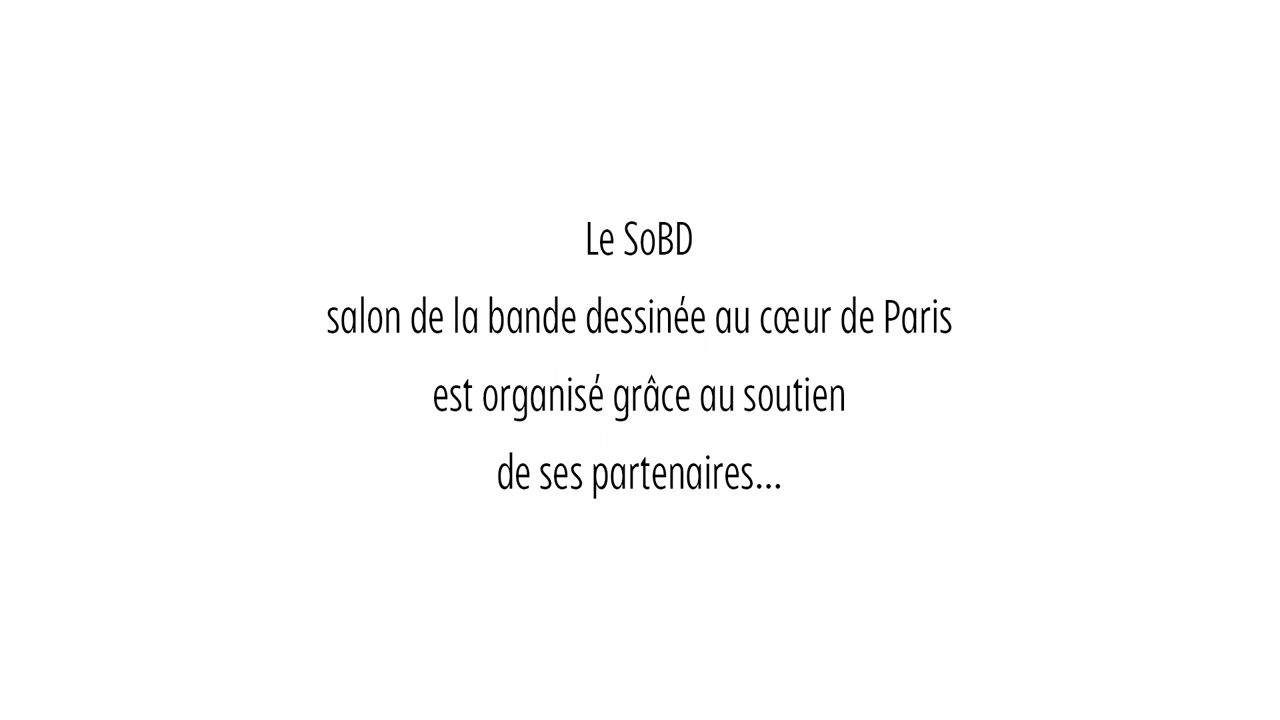 Le SoBD
salon de la bande dessinée au cœur de Paris
est organisé grâce au soutien
de ses partenaires...